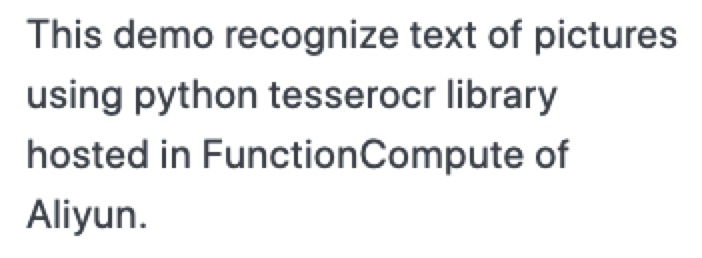 This demo recognize text of pictures
using python tesserocr library
hosted in FunctionCompute of
Aliyun.